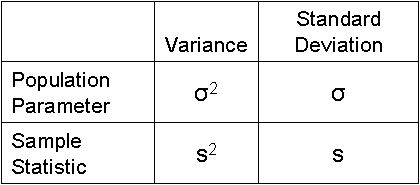 Variance
Standard
Deviation
Population
Parameter
σ²
σ
Sample
Statistic
s²
s